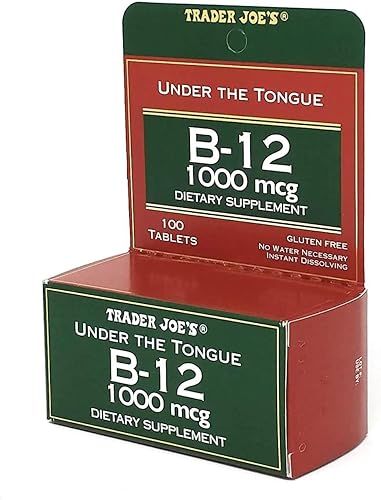 TRADER JOE'S®
UNDER THE TONGUE
B-12
1000 mcg
DIETARY SUPPLEMENT
100
TABLETS
GLUTEN FREE
NO WATER NECESSARY
INSTANT DISSOLVING
TRADER JOE'S®
UNDER THE TONGUE
B-12
1000 mcg
DIETARY SUPPLEMENT